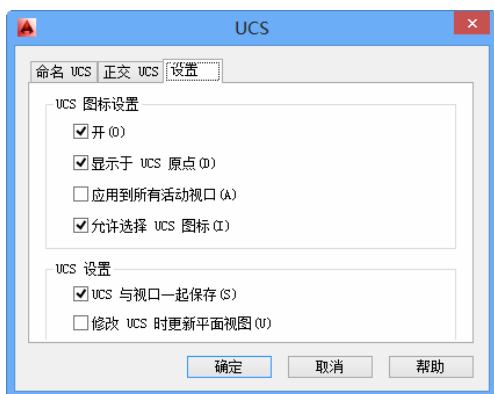 UCS
命名 UCS 正交 UCS 设置
UCS 图标设置
开(O)
显示于 UCS 原点(D)
应用到所有活动视口(A)
允许选择 UCS 图标(I)
UCS 设置
UCS 与视口一起保存(S)
修改 UCS 时更新平面视图(U)
确定 取消 帮助